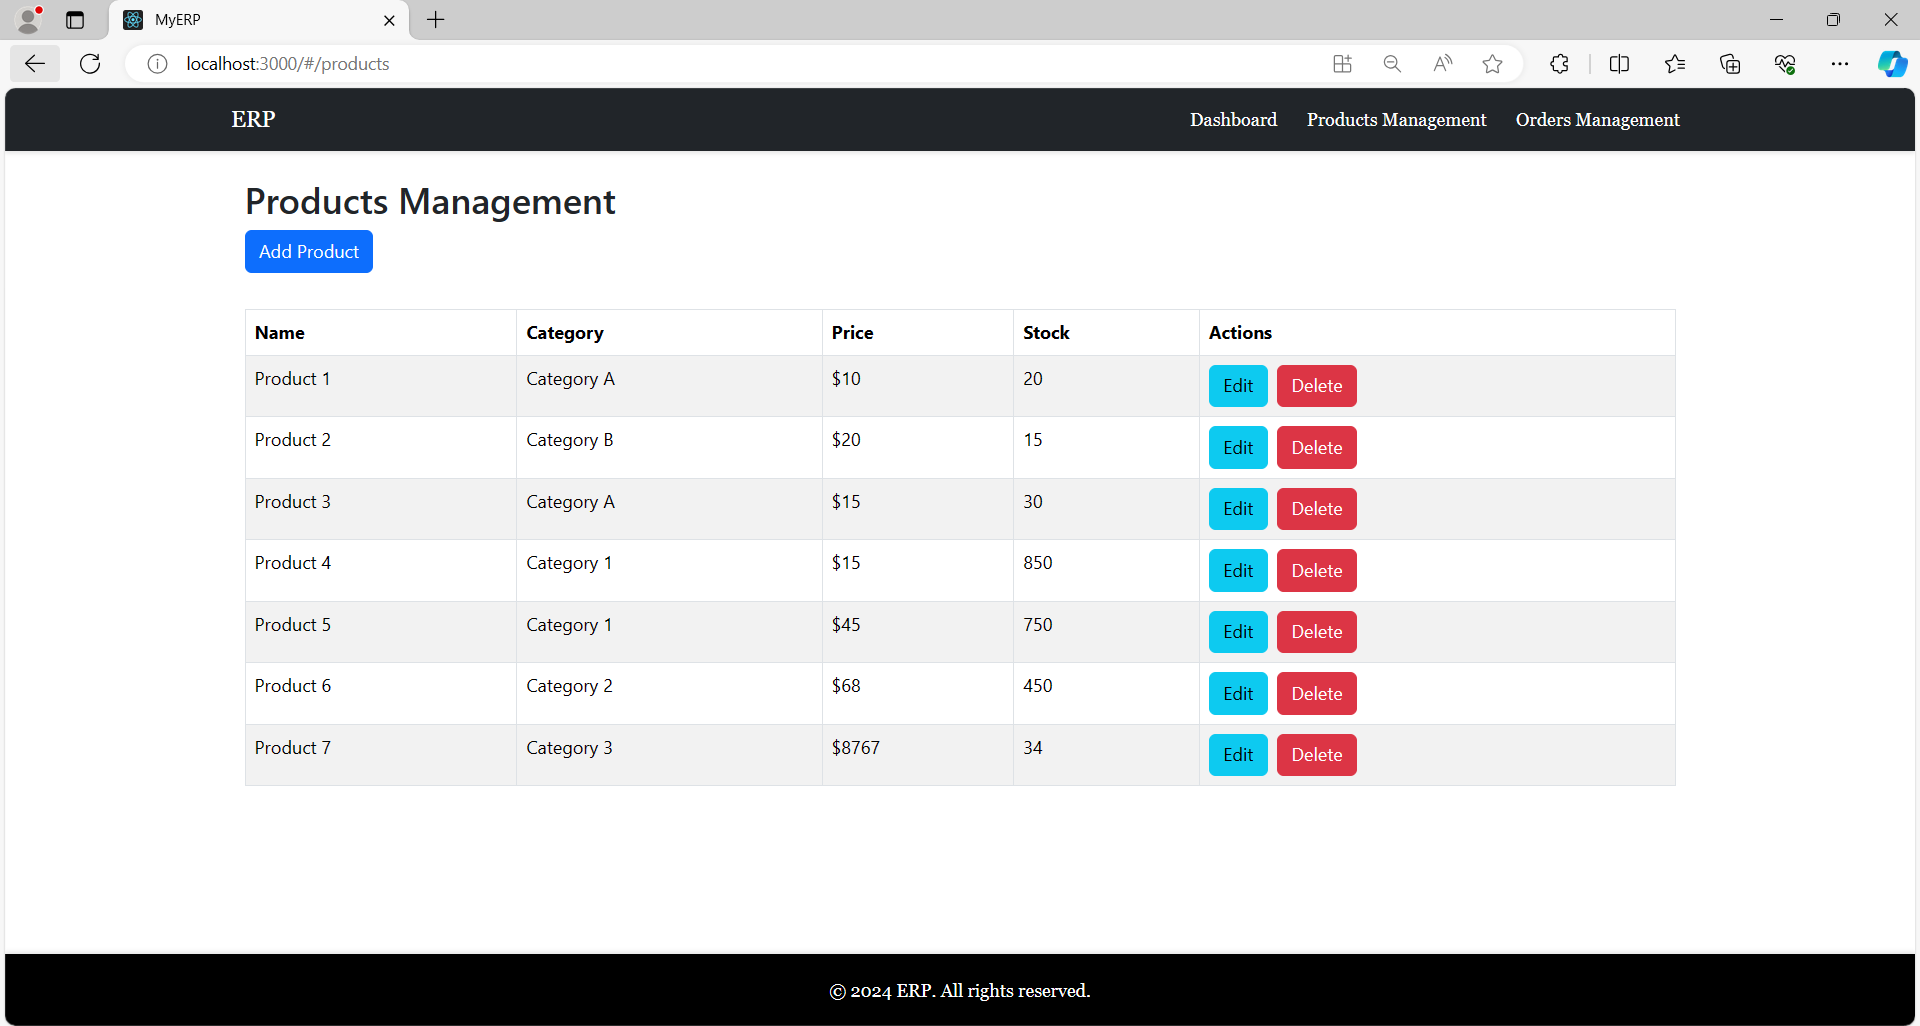 MyERP
localhost:3000/#/products
ERP Dashboard Products Management Orders Management
Products Management
Add Product
Name Category Price Stock Actions
Product 1 Category A $10 20 Edit Delete
Product 2 Category B $20 15 Edit Delete
Product 3 Category A $15 30 Edit Delete
Product 4 Category 1 $15 850 Edit Delete
Product 5 Category 1 $45 750 Edit Delete
Product 6 Category 2 $68 450 Edit Delete
Product 7 Category 3 $8767 34 Edit Delete
© 2024 ERP. All rights reserved.